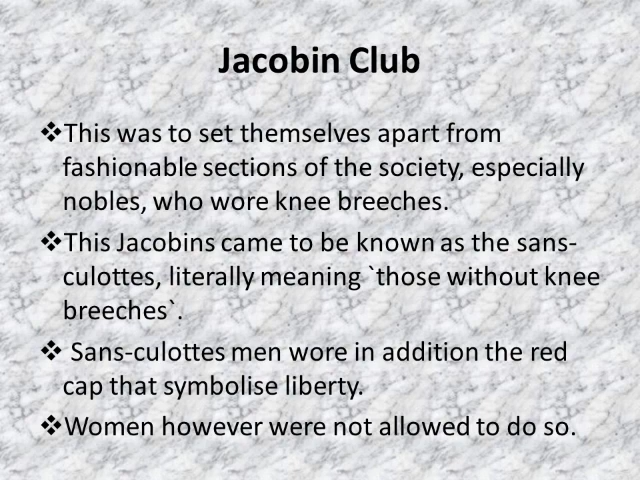 Jacobin Club
❖This was to set themselves apart from
fashionable sections of the society, especially
nobles, who wore knee breeches.
❖This Jacobins came to be known as the sans-
culottes, literally meaning `those without knee
breeches`.
❖ Sans-culottes men wore in addition the red
cap that symbolise liberty.
❖Women however were not allowed to do so.